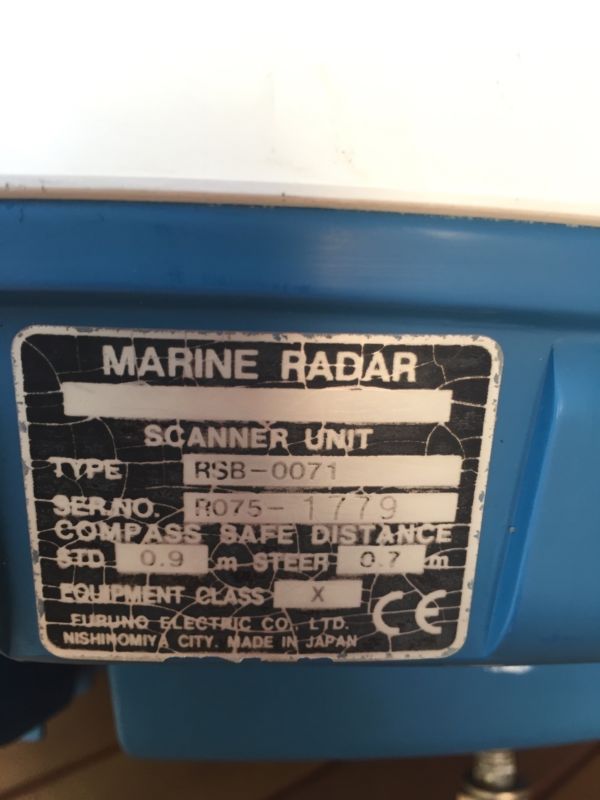 MARINE RADAR
SCANNER UNIT
TYPE RSB-0071
SER.NO. R075-1779
COMPASS SAFE DISTANCE
STD 0.9 m STEER 0.7 m
EQUIPMENT CLASS X
FURUNO ELECTRIC CO., LTD.
NISHINOMIYA CITY. MADE IN JAPAN
CE